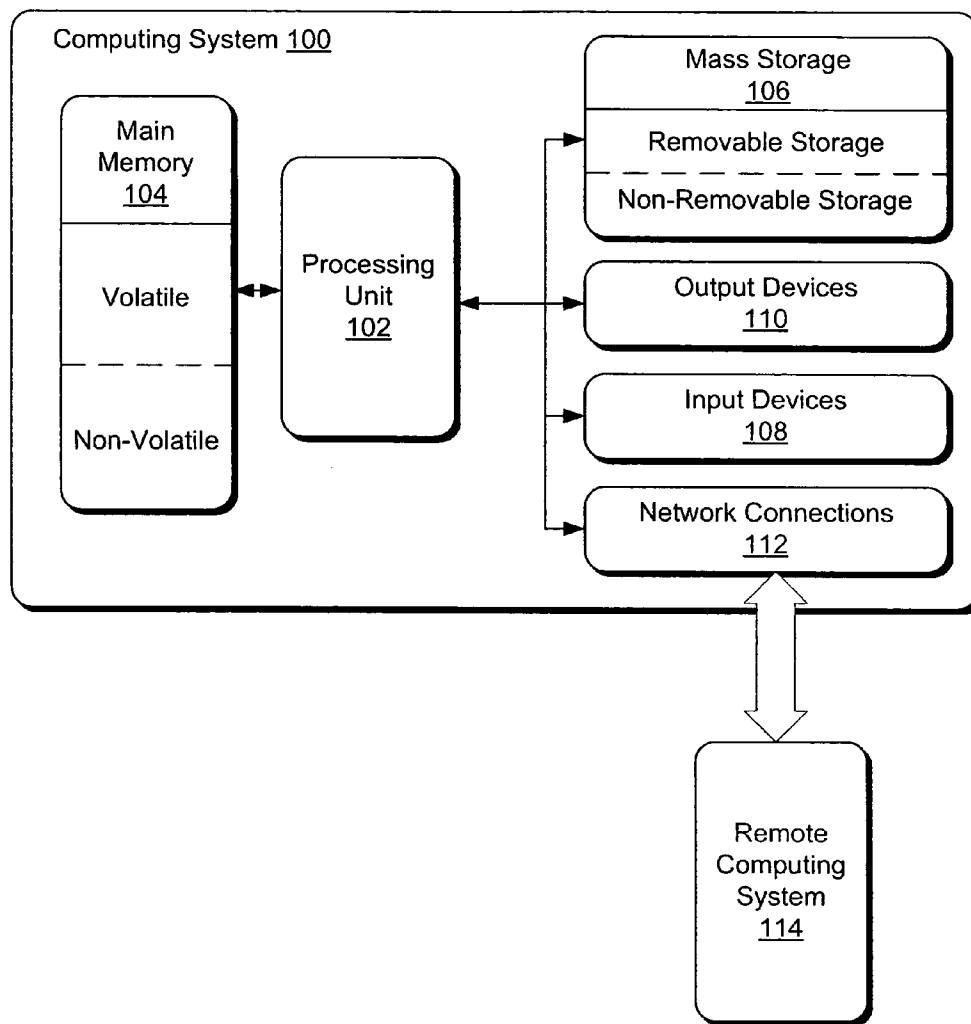 Computing System 100
Main
Memory
104
Volatile
Non-Volatile
Processing
Unit
102
Mass Storage
106
Removable Storage
Non-Removable Storage
Output Devices
110
Input Devices
108
Network Connections
112
Remote
Computing
System
114